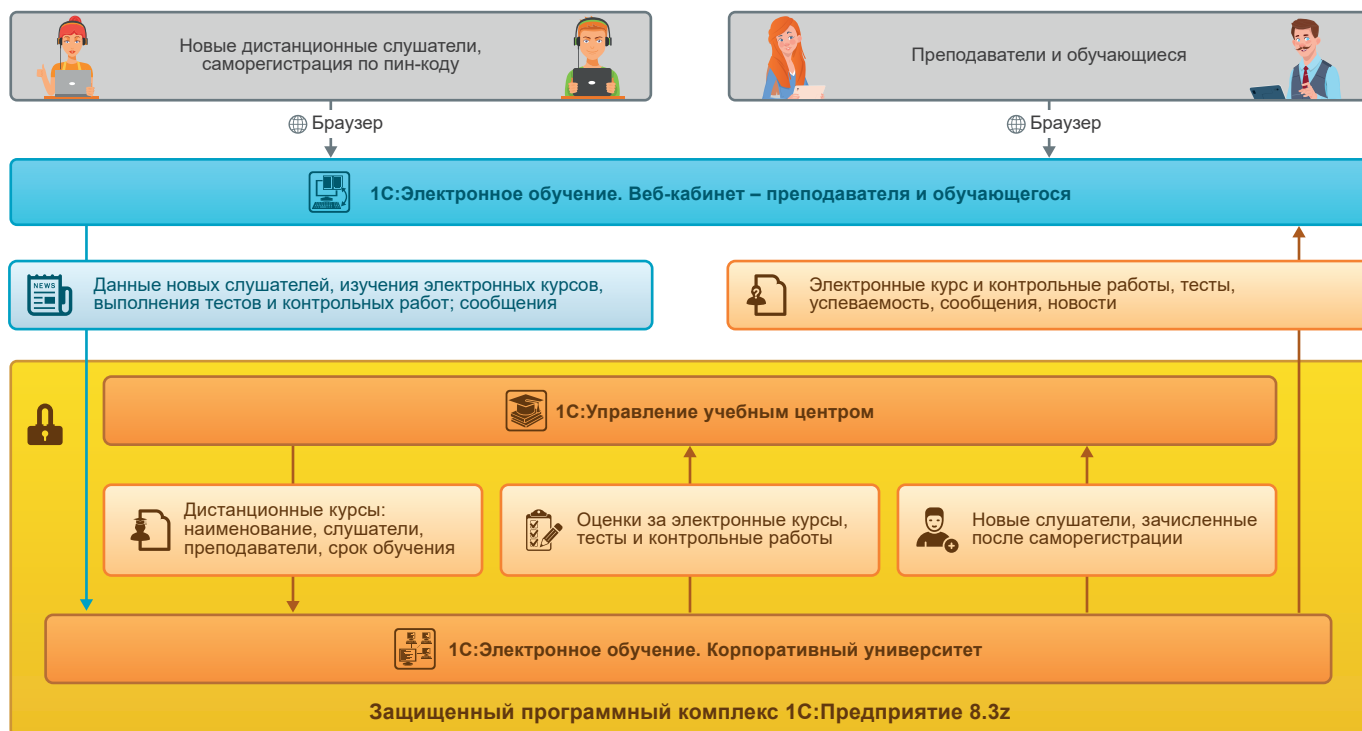 Новые дистанционные слушатели,
саморегистрация по пин-коду
Преподаватели и обучающиеся
Браузер
Браузер
1С:Электронное обучение. Веб-кабинет – преподавателя и обучающегося
NEWS
Данные новых слушателей, изучения электронных курсов,
выполнения тестов и контрольных работ; сообщения
Электронные курс и контрольные работы, тесты,
успеваемость, сообщения, новости
1С:Управление учебным центром
Дистанционные курсы:
наименование, слушатели,
преподаватели, срок обучения
Оценки за электронные курсы,
тесты и контрольные работы
Новые слушатели, зачисленные
после саморегистрации
1С:Электронное обучение. Корпоративный университет
Защищенный программный комплекс 1С:Предприятие 8.3z